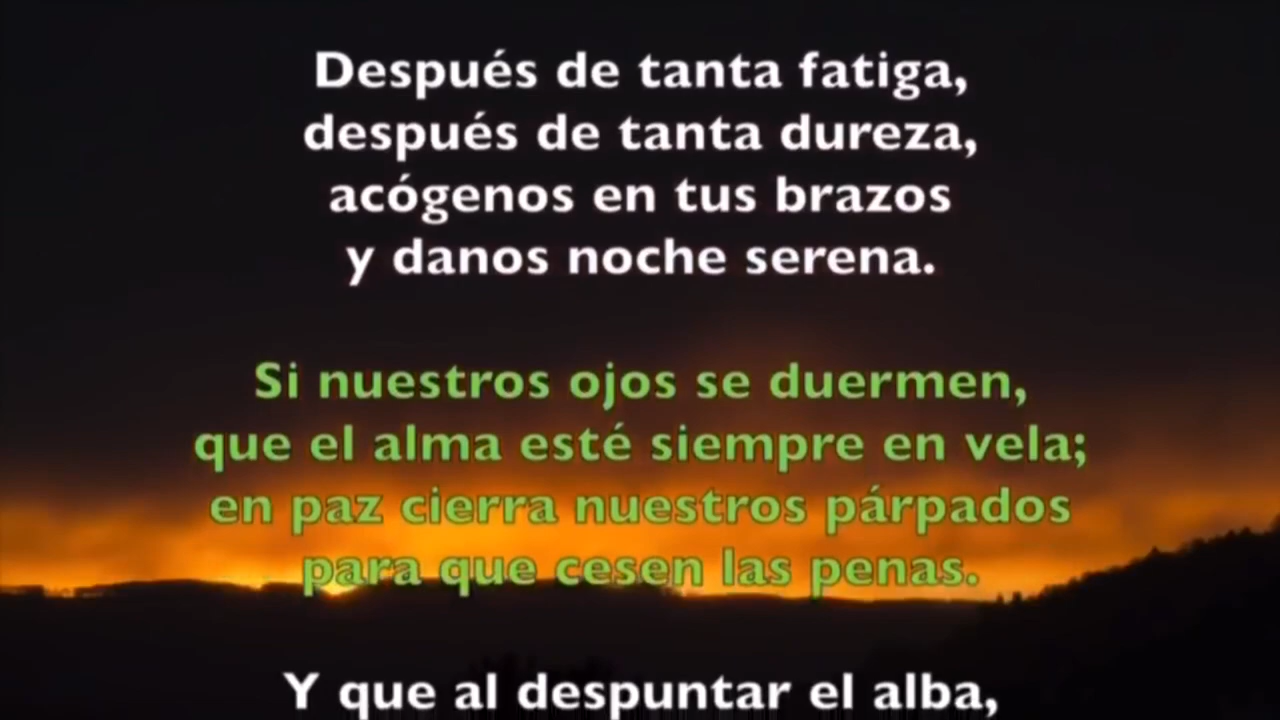 Después de tanta fatiga,
después de tanta dureza,
acógenos en tus brazos
y danos noche serena.
Si nuestros ojos se duermen,
que el alma esté siempre en vela;
en paz cierra nuestros párpados
para que cesen las penas.
Y que al despuntar el alba,